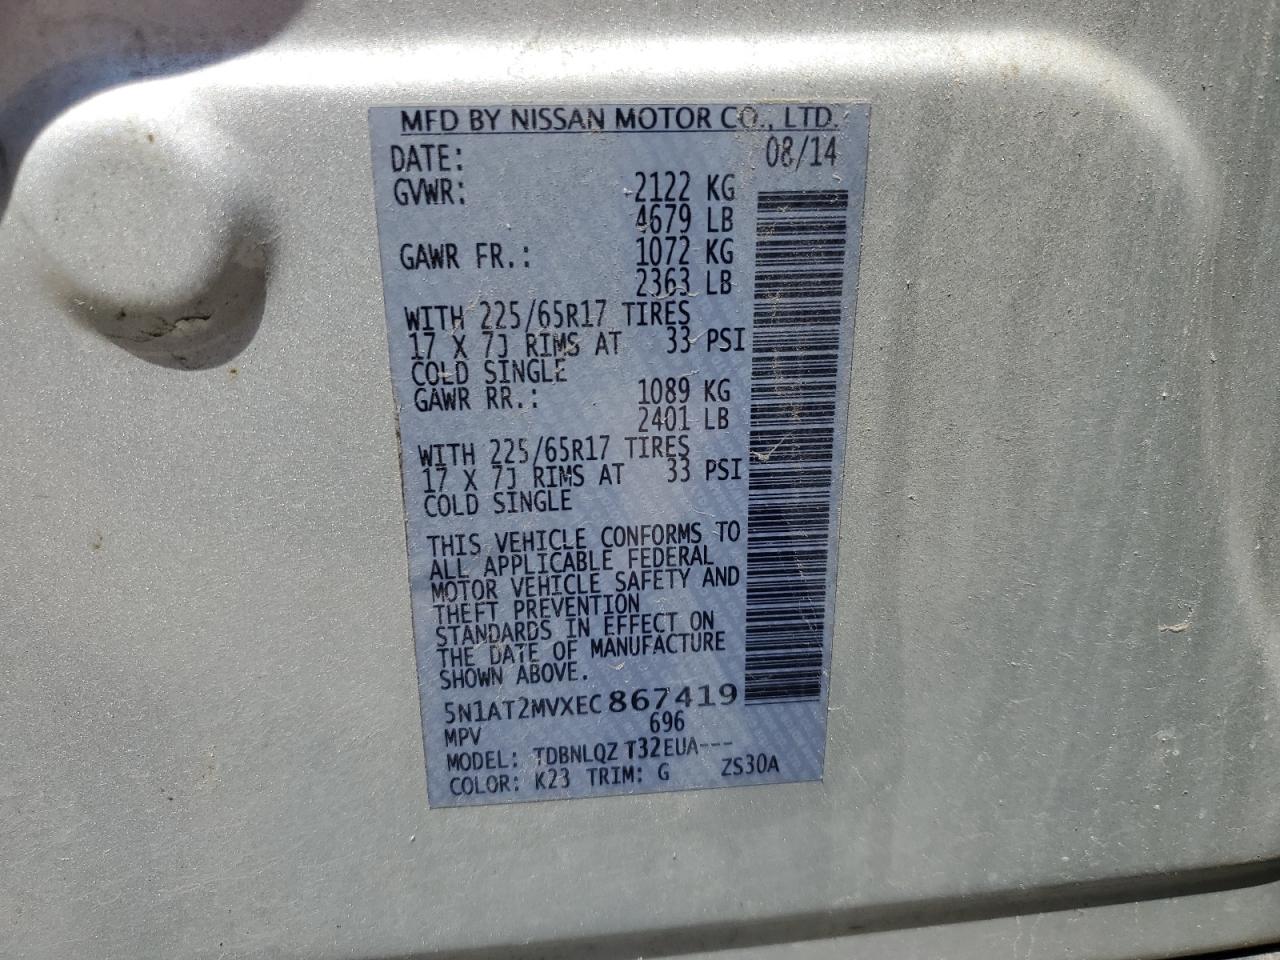 MFD BY NISSAN MOTOR CO., LTD.
DATE: 08/14
GVWR: 2122 KG
4679 LB
GAWR FR.: 1072 KG
2363 LB
WITH 225/65R17 TIRES
17 X 7J RIMS AT 33 PSI
COLD SINGLE
GAWR RR.: 1089 KG
2401 LB
WITH 225/65R17 TIRES
17 X 7J RIMS AT 33 PSI
COLD SINGLE
THIS VEHICLE CONFORMS TO
ALL APPLICABLE FEDERAL
MOTOR VEHICLE SAFETY AND
THEFT PREVENTION
STANDARDS IN EFFECT ON
THE DATE OF MANUFACTURE
SHOWN ABOVE.
5N1AT2MVXEC867419
MPV 696
MODEL: TDBNLQZ T32EUA---
COLOR: K23 TRIM: G ZS30A